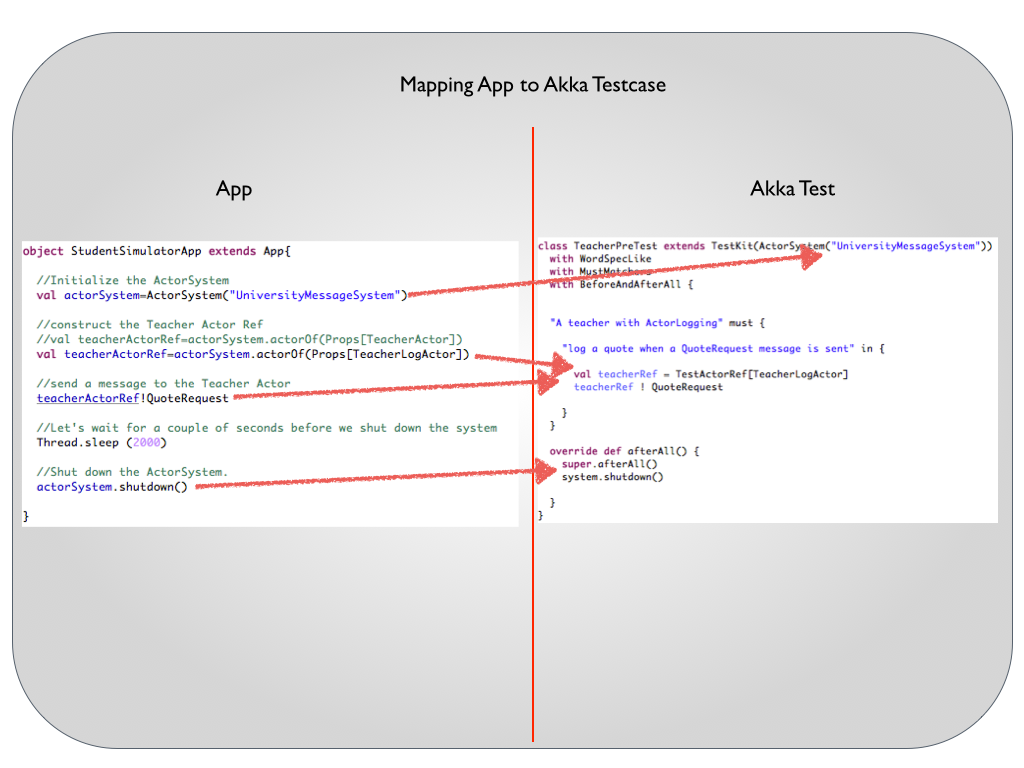 Mapping App to Akka Testcase
App
object StudentSimulatorApp extends App{
//Initialize the ActorSystem
val actorSystem=ActorSystem("UniversityMessageSystem")
//construct the Teacher Actor Ref
//val teacherActorRef=actorSystem.actorOf(Props[TeacherActor])
val teacherActorRef=actorSystem.actorOf(Props[TeacherLogActor])
//send a message to the Teacher Actor
teacherActorRef!QuoteRequest
//Let's wait for a couple of seconds before we shut down the system
Thread.sleep (2000)
//Shut down the ActorSystem.
actorSystem.shutdown()
}
Akka Test
class TeacherPreTest extends TestKit(ActorSystem("UniversityMessageSystem"))
with WordSpecLike
with MustMatchers
with BeforeAndAfterAll {
"A teacher with ActorLogging" must {
"log a quote when a QuoteRequest message is sent" in {
val teacherRef = TestActorRef[TeacherLogActor]
teacherRef ! QuoteRequest
}
}
override def afterAll() {
super.afterAll()
system.shutdown()
}
}